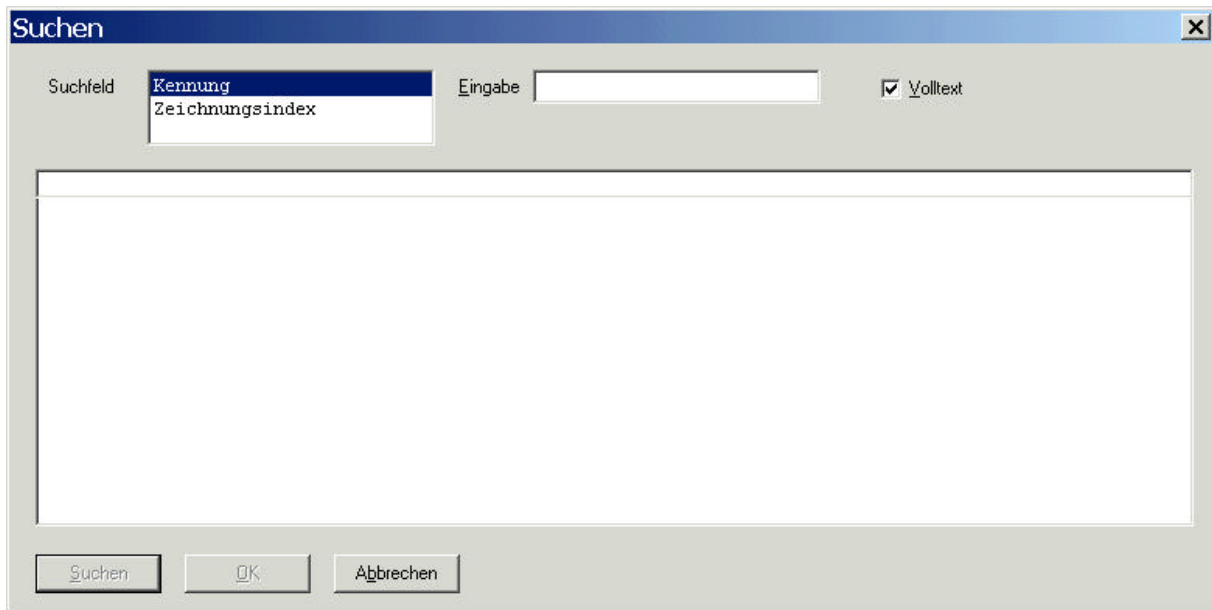 Suchen
Suchfeld
Kennung
Zeichnungsindex
Eingabe
Volltext
Suchen
OK
Abbrechen